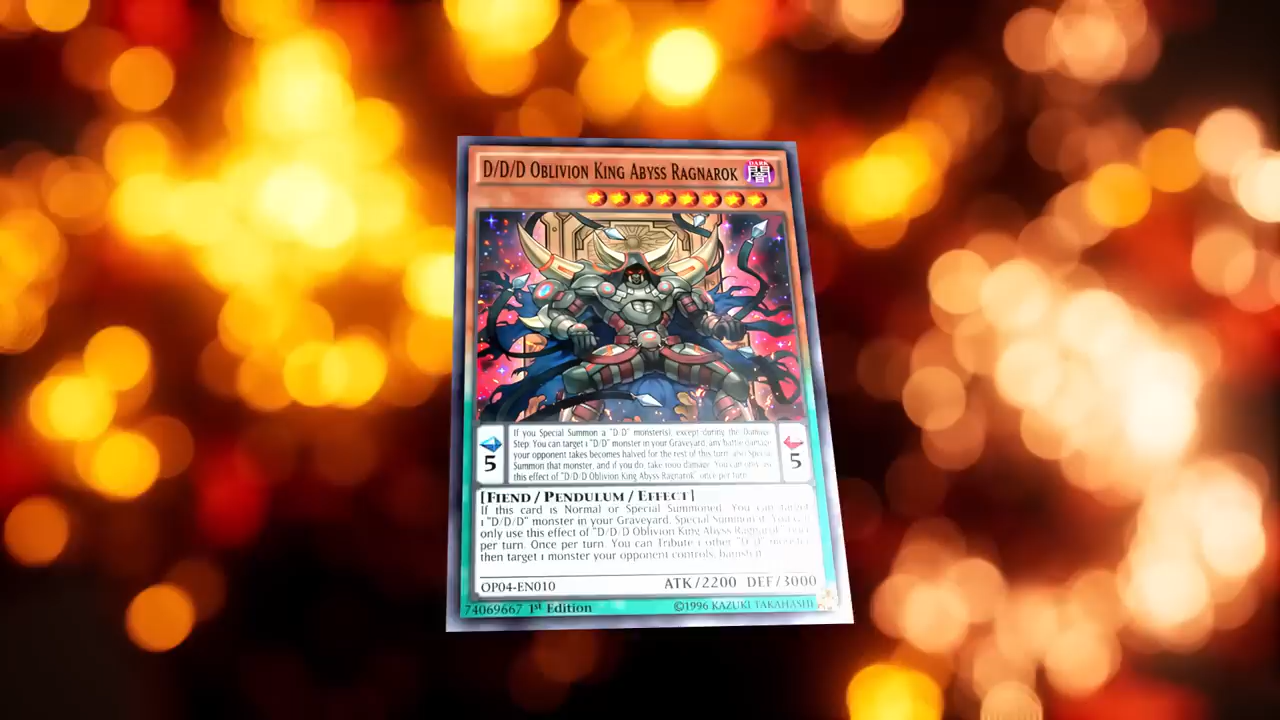 D/D/D OBLIVION KING ABYSS RAGNAROK
DARK
闇
If you Special Summon a "D/D" monster(s), except during the Damage
Step: You can target 1 "D/D" monster in your Graveyard; any battle damage
your opponent takes becomes halved for the rest of this turn, also Special
Summon that monster, and if you do, take 1000 damage. You can only use
this effect of "D/D/D Oblivion King Abyss Ragnarok" once per turn.
5
5
[FIEND / PENDULUM / EFFECT]
If this card is Normal or Special Summoned: You can target
1 "D/D/D" monster in your Graveyard; Special Summon it. You can
only use this effect of "D/D/D Oblivion King Abyss Ragnarok" once
per turn. Once per turn: You can Tribute 1 other "D/D" monster,
then target 1 monster your opponent controls; banish it.
OP04-EN010
ATK/2200 DEF/3000
74069667 1st Edition
©1996 KAZUKI TAKAHASHI